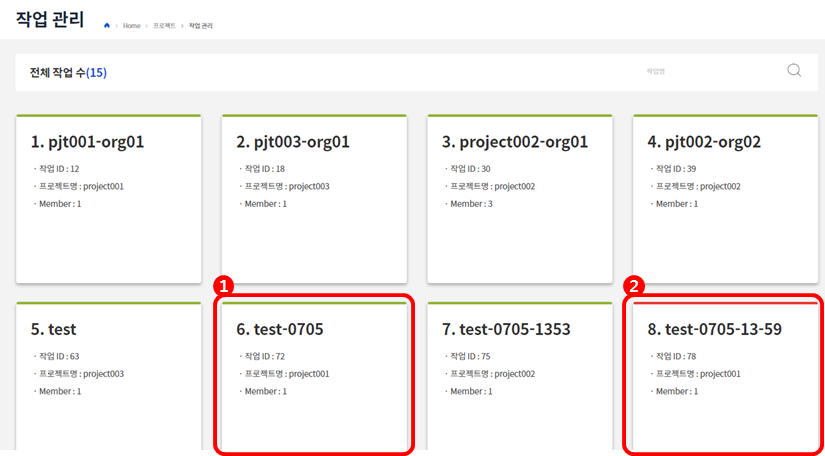 작업 관리
Home > 프로젝트 > 작업 관리
전체 작업 수(15)
작업명
1. pjt001-org01
· 작업 ID : 12
· 프로젝트명 : project001
· Member : 1
2. pjt003-org01
· 작업 ID : 18
· 프로젝트명 : project003
· Member : 1
3. project002-org01
· 작업 ID : 30
· 프로젝트명 : project002
· Member : 3
4. pjt002-org02
· 작업 ID : 39
· 프로젝트명 : project002
· Member : 1
5. test
· 작업 ID : 63
· 프로젝트명 : project003
· Member : 1
1
6. test-0705
· 작업 ID : 72
· 프로젝트명 : project001
· Member : 1
7. test-0705-1353
· 작업 ID : 75
· 프로젝트명 : project002
· Member : 1
2
8. test-0705-13-59
· 작업 ID : 78
· 프로젝트명 : project001
· Member : 1